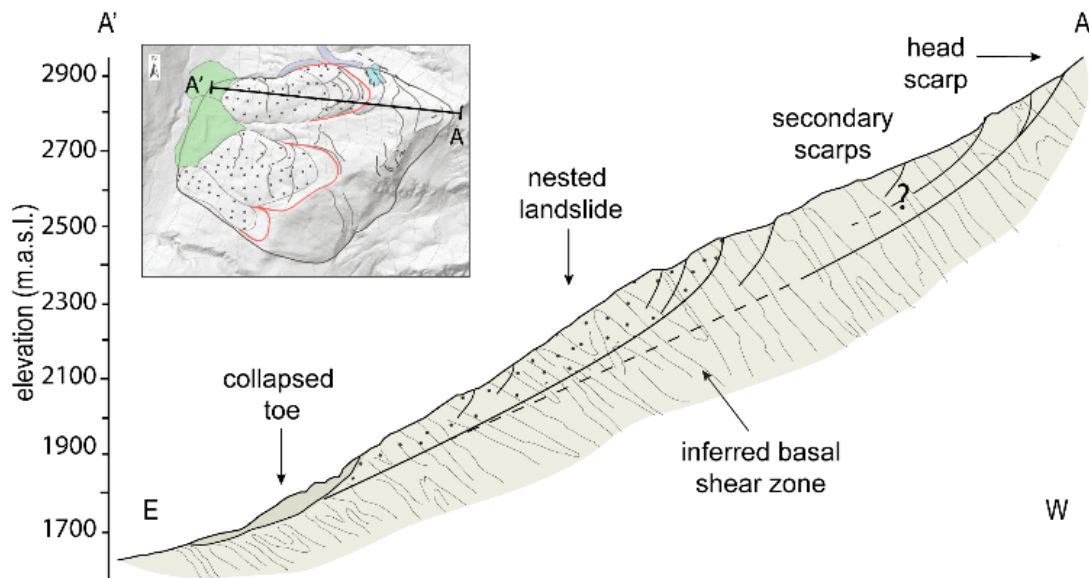 A'
A
2900
2700
2500
2300
2100
1900
1700
elevation (m.a.s.l.)
N
A'
A
head
scarp
secondary
scarps
?
nested
landslide
collapsed
toe
inferred basal
shear zone
E
W